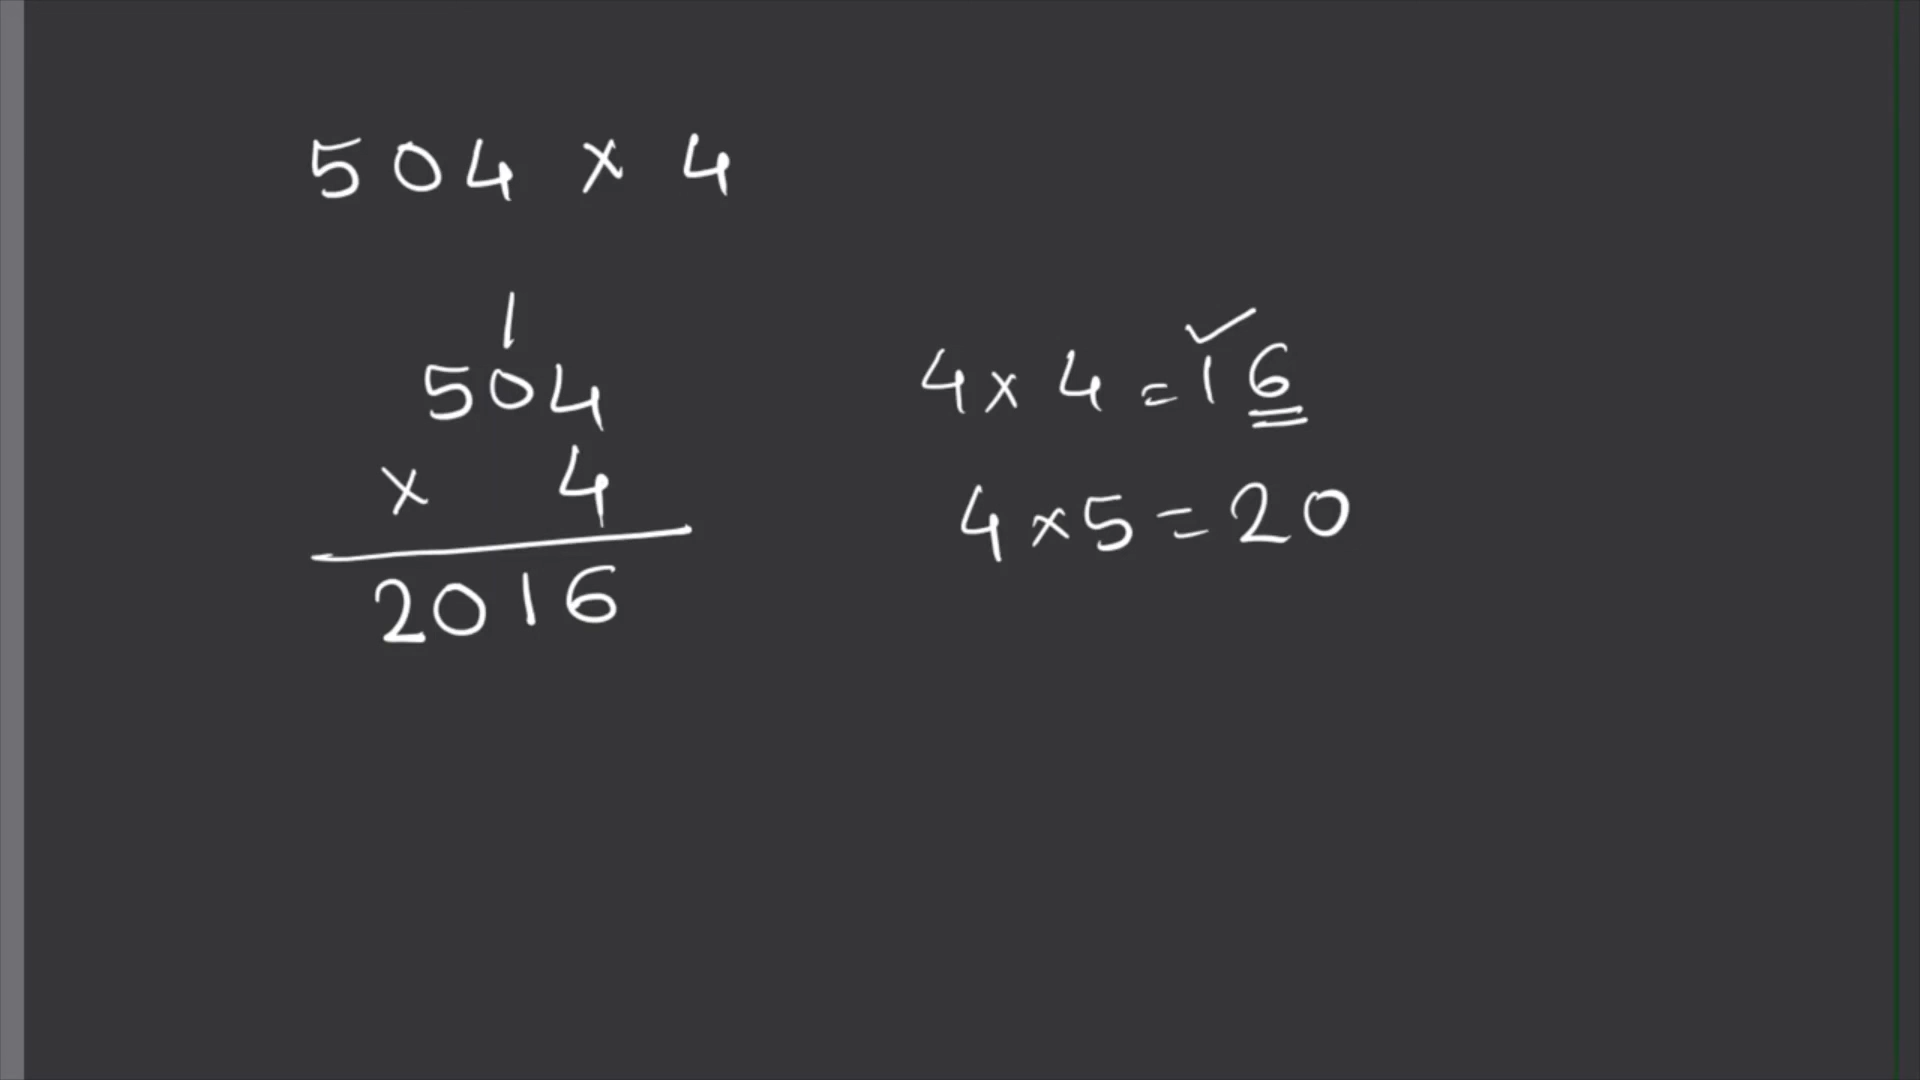 504 × 4
1
504
× 4
2016
4 × 4 = 16
4 × 5 = 20